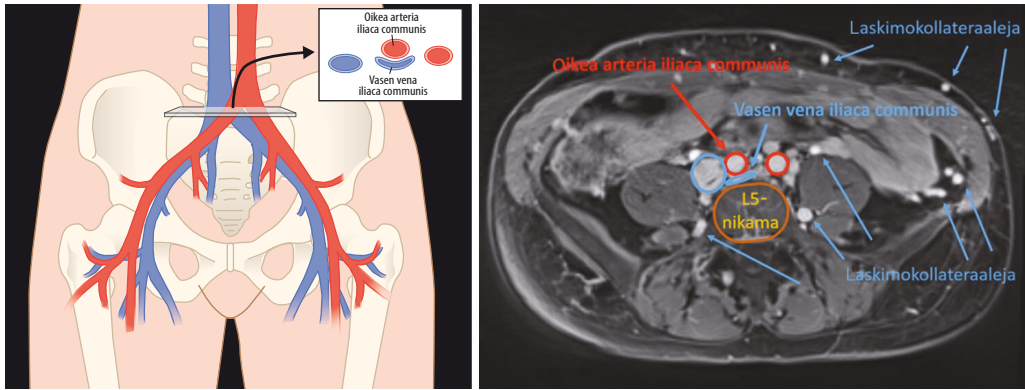 Oikea arteria
iliaca communis
Vasen vena
iliaca communis
Laskimokollateraaleja
Oikea arteria iliaca communis
Vasen vena iliaca communis
L5-
nikama
Laskimokollateraaleja